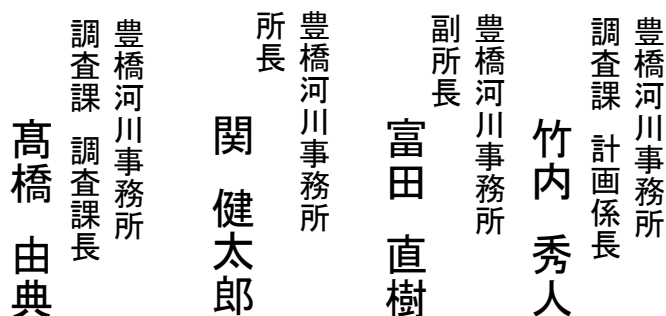 豊橋河川事務所
調査課 計画係長
竹内 秀人
豊橋河川事務所
副所長
富田 直樹
豊橋河川事務所
所長
関 健太郎
豊橋河川事務所
調査課 調査課長
髙橋 由典